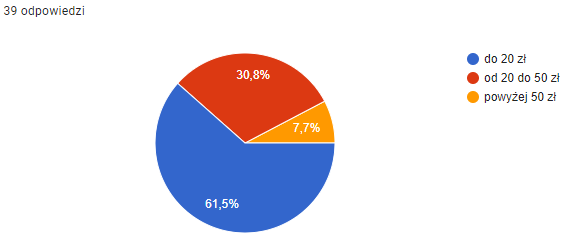 39 odpowiedzi
do 20 zł
od 20 do 50 zł
powyżej 50 zł
30,8%
7,7%
61,5%